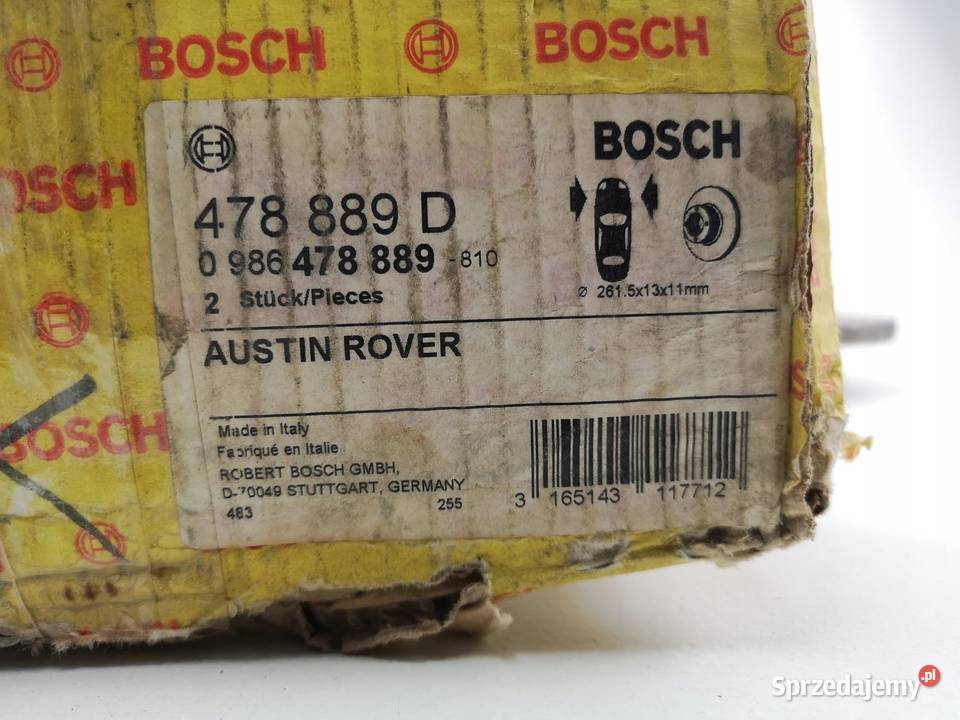 BOSCH BOSCH
OSCH
BOSCH
BOSCH
478 889 D
0 986 478 889 -810
2 Stück/Pieces
ø 261.5x13x11mm
AUSTIN ROVER
Made in Italy
Fabriqué en Italie
ROBERT BOSCH GMBH,
D-70049 STUTTGART, GERMANY
483 255
3 165143 117712
Sprzedajemy.pl